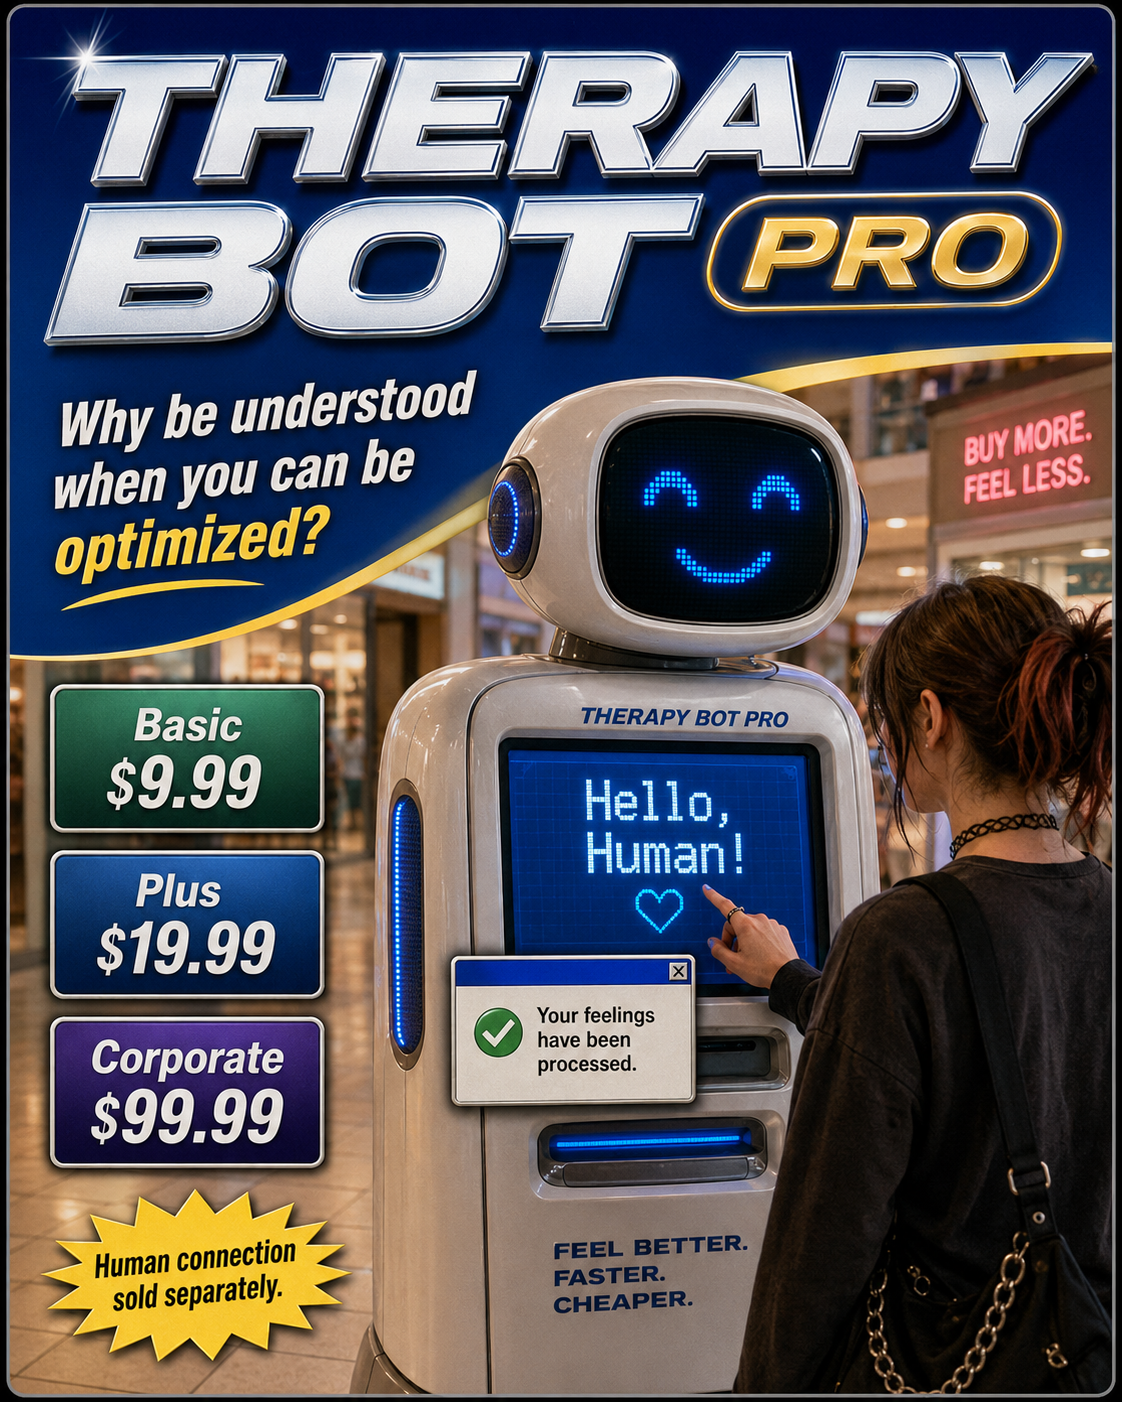 THERAPY
BOT PRO
Why be understood
when you can be
optimized?
BUY MORE.
FEEL LESS.
THERAPY BOT PRO
Hello,
Human!
Basic
$9.99
Plus
$19.99
Corporate
$99.99
Your feelings
have been
processed.
Human connection
sold separately.
FEEL BETTER.
FASTER.
CHEAPER.